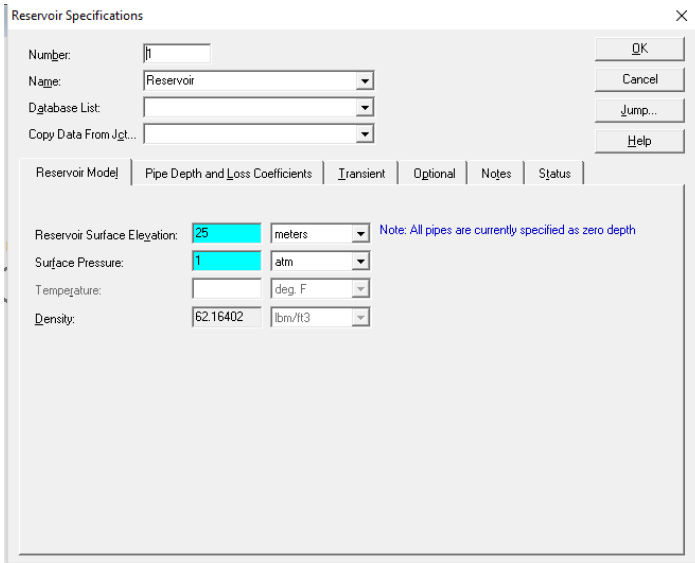 Reservoir Specifications
Number: 1 OK
Name: Reservoir Cancel
Database List: Jump...
Copy Data From Jct... Help
Reservoir Model Pipe Depth and Loss Coefficients Transient Optional Notes Status
Reservoir Surface Elevation: 25 meters Note: All pipes are currently specified as zero depth
Surface Pressure: 1 atm
Temperature: deg. F
Density: 62.16402 lbm/ft3